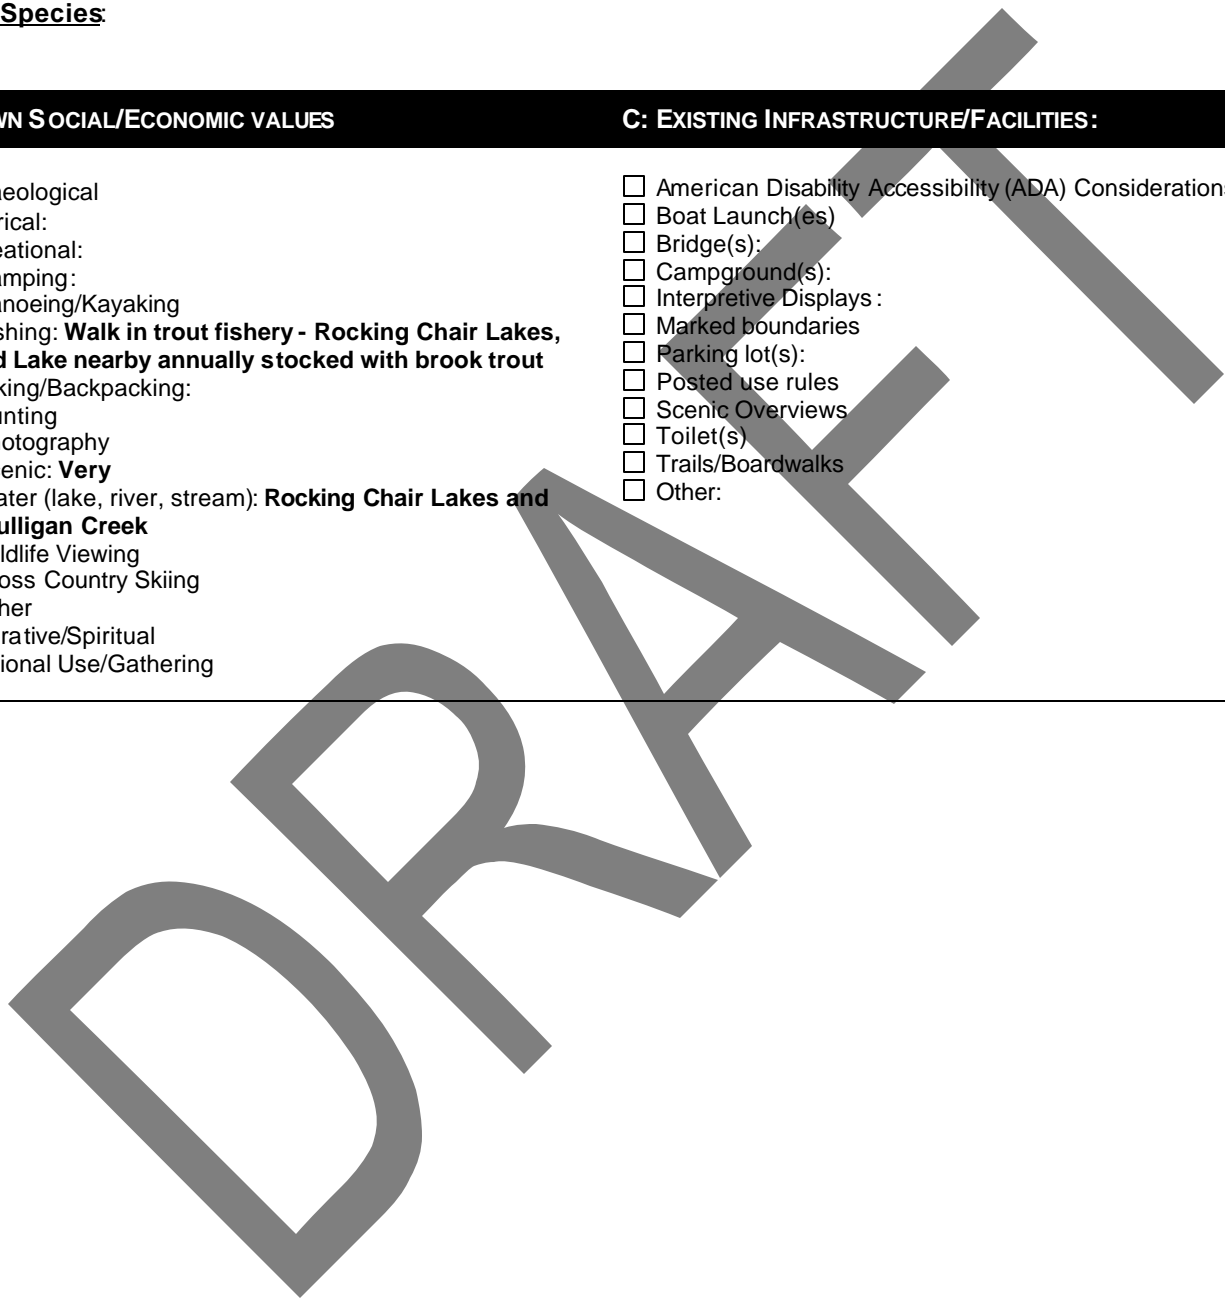 Species:
WN SOCIAL/ECONOMIC VALUES
aeological
rical:
eational:
amping:
anoeing/Kayaking
shing: Walk in trout fishery - Rocking Chair Lakes,
d Lake nearby annually stocked with brook trout
king/Backpacking:
unting
otography
enic: Very
ater (lake, river, stream): Rocking Chair Lakes and
ulligan Creek
ldlife Viewing
oss Country Skiing
her
rative/Spiritual
ional Use/Gathering
C: EXISTING INFRASTRUCTURE/FACILITIES:
☐ American Disability Accessibility (ADA) Considerations
☐ Boat Launch(es)
☐ Bridge(s):
☐ Campground(s):
☐ Interpretive Displays:
☐ Marked boundaries
☐ Parking lot(s):
☐ Posted use rules
☐ Scenic Overviews
☐ Toilet(s)
☐ Trails/Boardwalks
☐ Other:
DRAFT